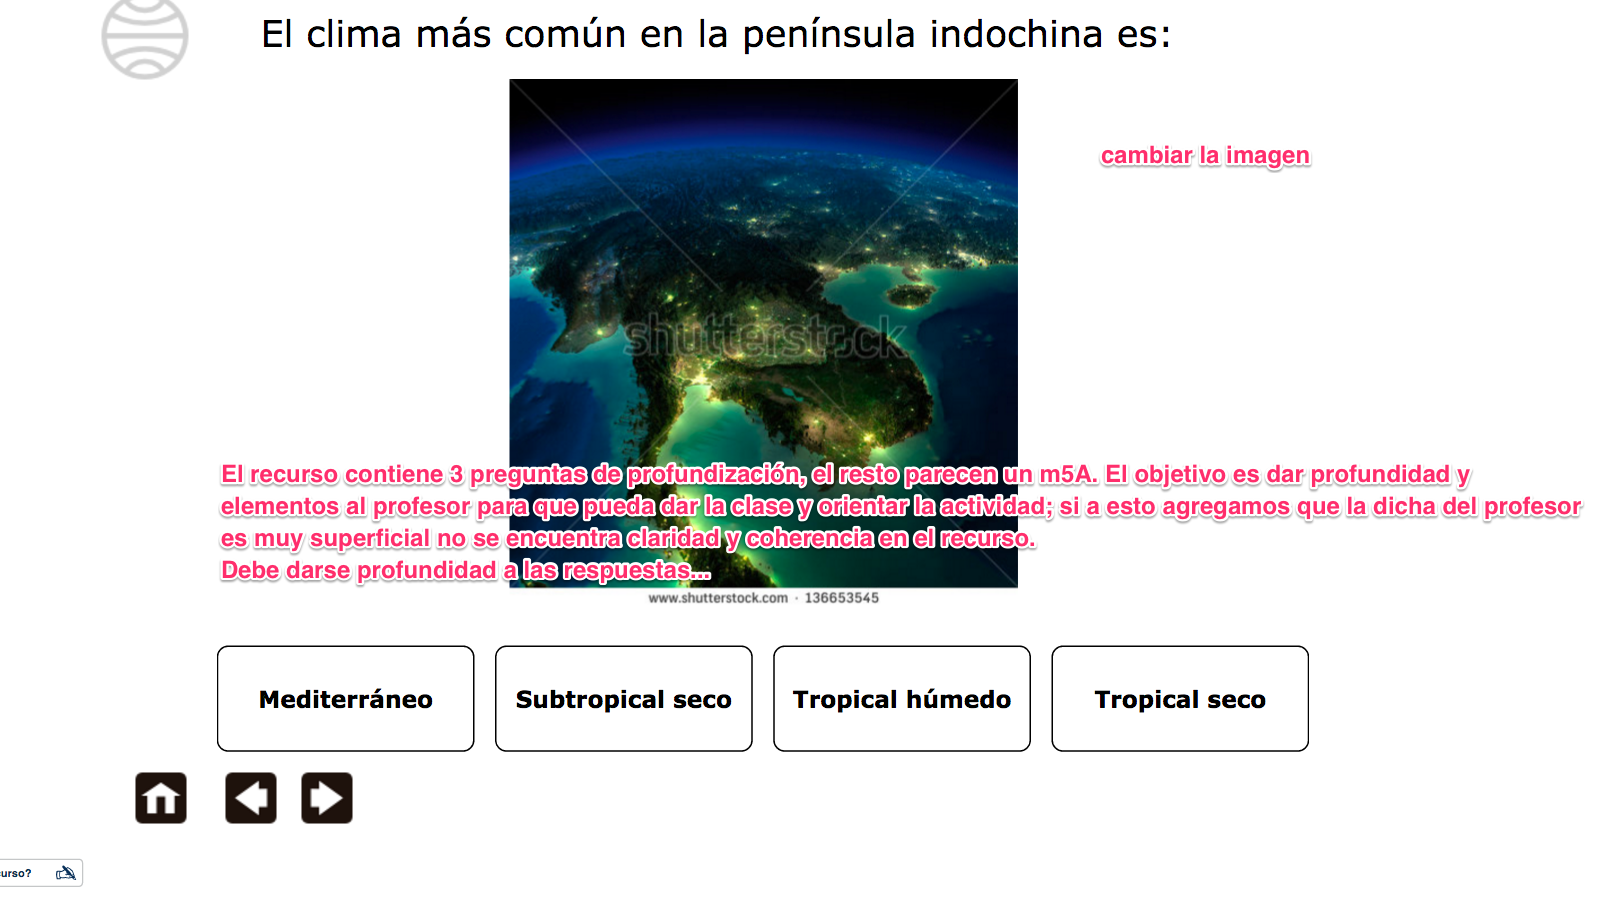 El clima más común en la península indochina es:
cambiar la imagen
shutterstock
El recurso contiene 3 preguntas de profundización, el resto parecen un m5A. El objetivo es dar profundidad y
elementos al profesor para que pueda dar la clase y orientar la actividad; si a esto agregamos que la dicha del profesor
es muy superficial no se encuentra claridad y coherencia en el recurso.
Debe darse profundidad a las respuestas...
www.shutterstock.com · 136653545
Mediterráneo
Subtropical seco
Tropical húmedo
Tropical seco
urso?